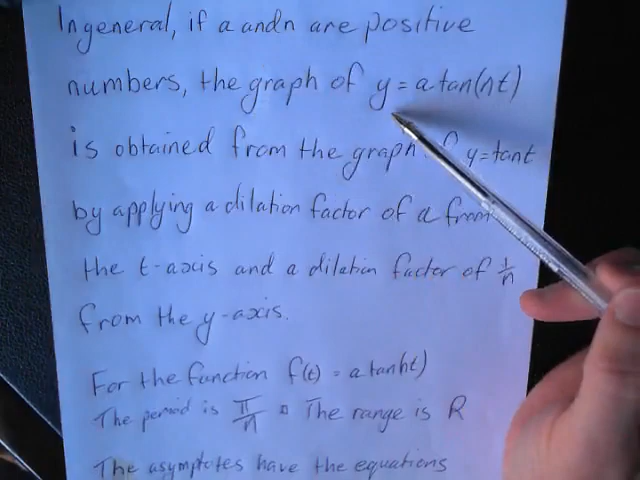 In general, if a and n are positive
numbers, the graph of y = a tan(nt)
is obtained from the graph of y=tant
by applying a dilation factor of a from
the t-axis and a dilation factor of 1/n
from the y-axis.
For the function f(t) = a tan(nt)
The period is π/n ▫ The range is R
The asymptotes have the equations